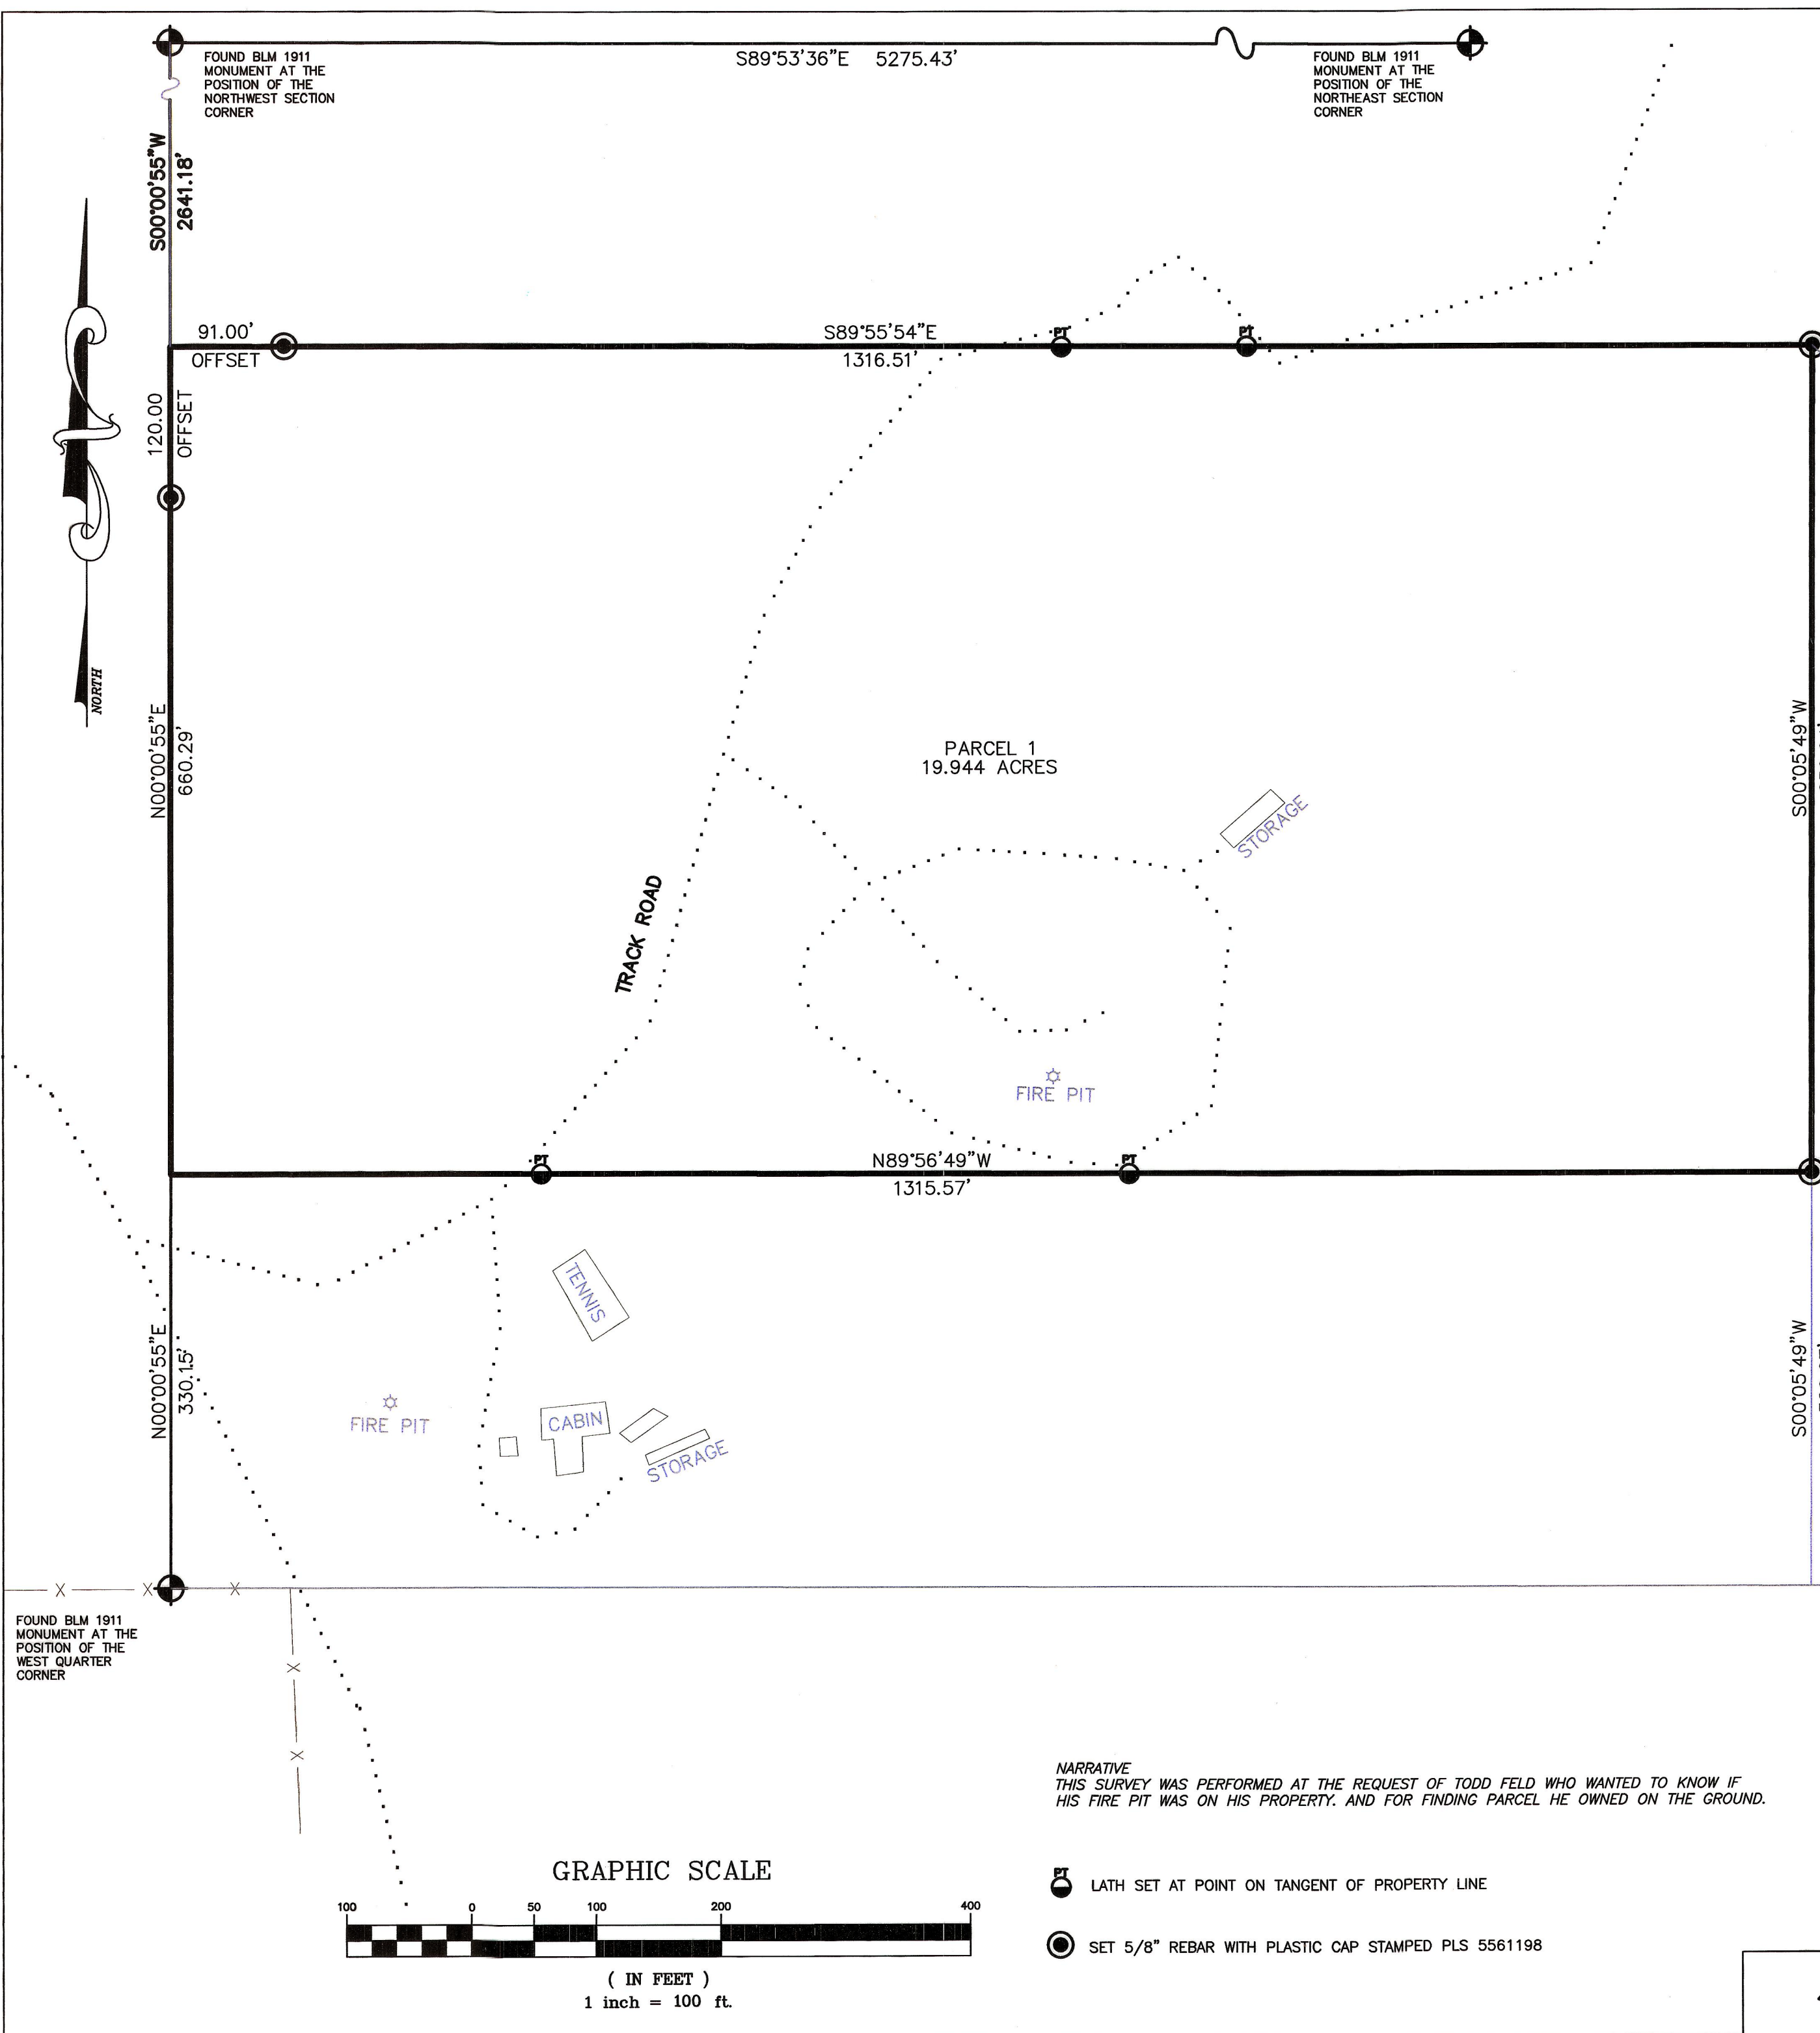 S89°53'36"E 5275.43'
FOUND BLM 1911
MONUMENT AT THE
POSITION OF THE
NORTHWEST SECTION
CORNER
FOUND BLM 1911
MONUMENT AT THE
POSITION OF THE
NORTHEAST SECTION
CORNER
S00°00'55"W
2641.18'
NORTH
91.00'
OFFSET
S89°55'54"E
1316.51'
PT
PT
120.00
OFFSET
N00°00'55"E
660.29'
S00°05'49"W
PARCEL 1
19.944 ACRES
STORAGE
TRACK ROAD
FIRE PIT
PT
N89°56'49"W
1315.57'
PT
TENNIS
N00°00'55"E
330.15'
S00°05'49"W
FIRE PIT
CABIN
STORAGE
X X X
FOUND BLM 1911
MONUMENT AT THE
POSITION OF THE
WEST QUARTER
CORNER
X
X
NARRATIVE
THIS SURVEY WAS PERFORMED AT THE REQUEST OF TODD FELD WHO WANTED TO KNOW IF
HIS FIRE PIT WAS ON HIS PROPERTY. AND FOR FINDING PARCEL HE OWNED ON THE GROUND.
PT
LATH SET AT POINT ON TANGENT OF PROPERTY LINE
SET 5/8" REBAR WITH PLASTIC CAP STAMPED PLS 5561198
GRAPHIC SCALE
100 0 50 100 200 400
( IN FEET )
1 inch = 100 ft.